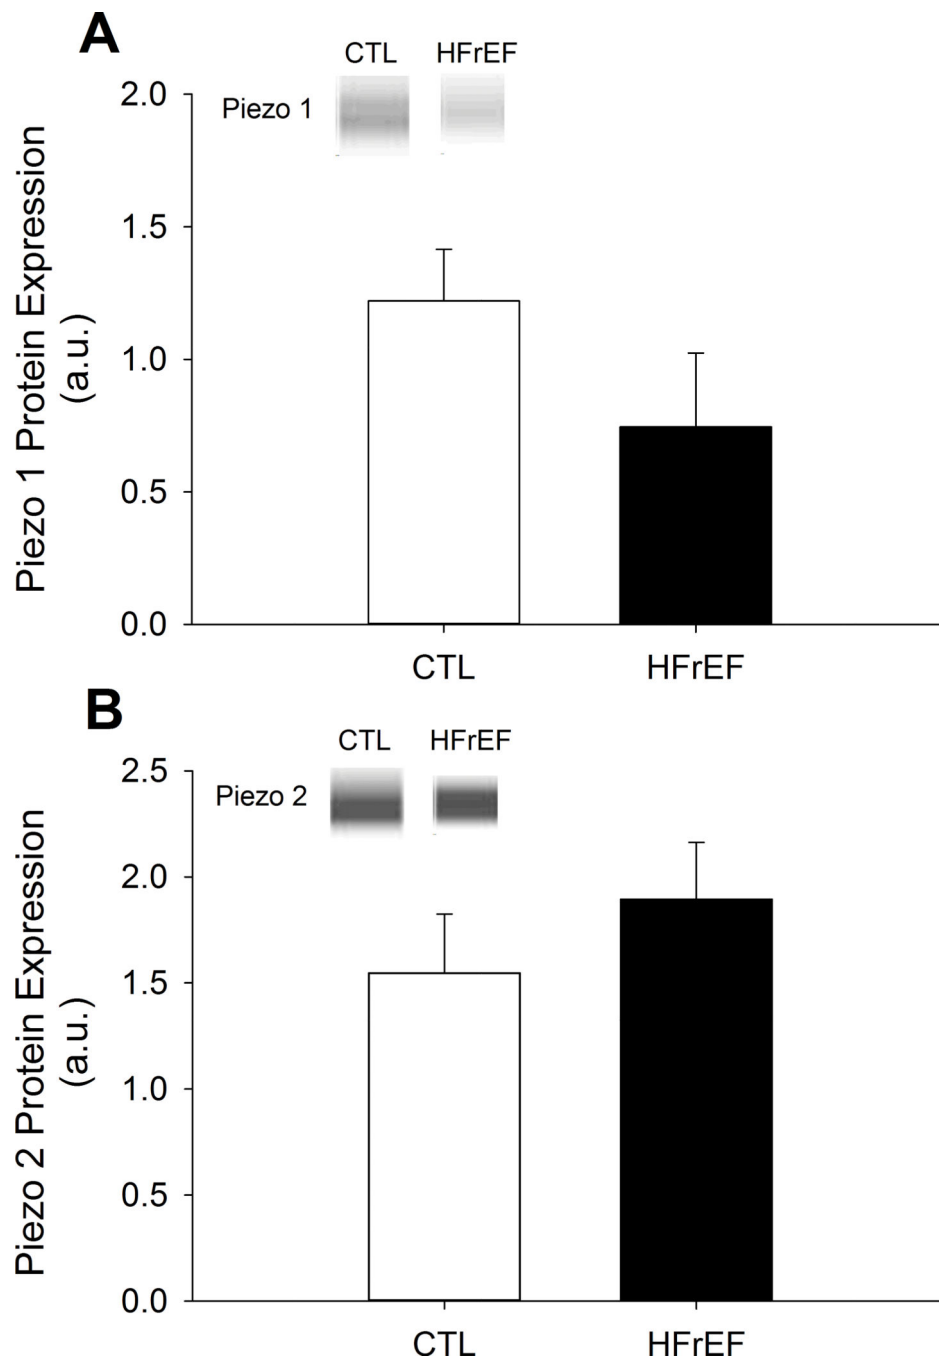 A
CTL HFrEF
Piezo 1
2.0
1.5
1.0
0.5
0.0
Piezo 1 Protein Expression
(a.u.)
CTL HFrEF
B
CTL HFrEF
Piezo 2
2.5
2.0
1.5
1.0
0.5
0.0
Piezo 2 Protein Expression
(a.u.)
CTL HFrEF